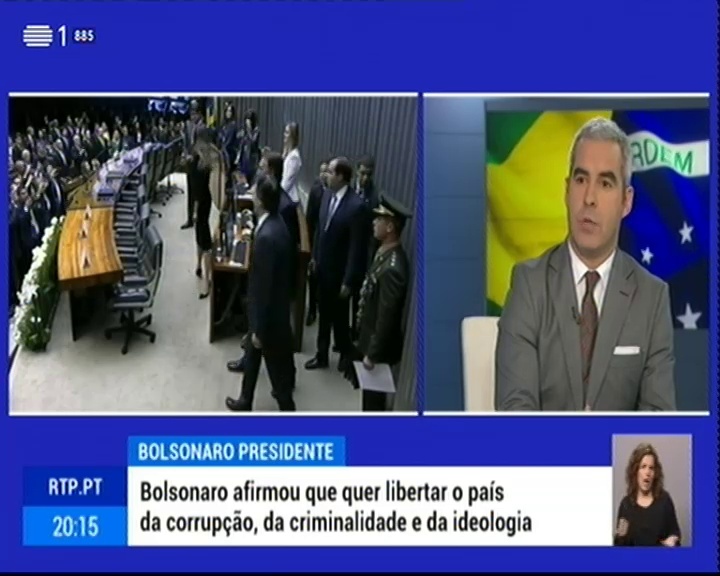 1 885
RDEM
BOLSONARO PRESIDENTE
RTP.PT
Bolsonaro afirmou que quer libertar o país
20:15
da corrupção, da criminalidade e da ideologia